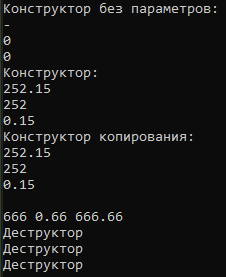 Конструктор без параметров:
-
0
0
Конструктор:
252.15
252
0.15
Конструктор копирования:
252.15
252
0.15
666 0.66 666.66
Деструктор
Деструктор
Деструктор